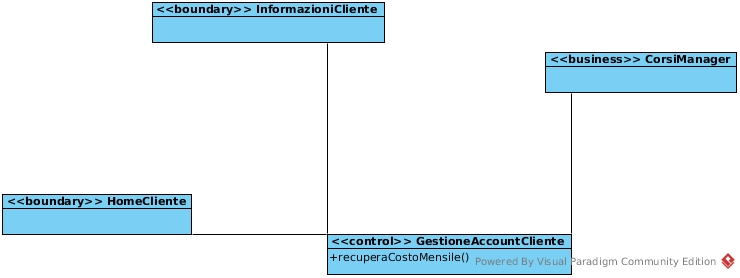 <<boundary>> InformazioniCliente
<<business>> CorsiManager
<<boundary>> HomeCliente
<<control>> GestioneAccountCliente
+recuperaCostoMensile()
Powered By Visual Paradigm Community Edition